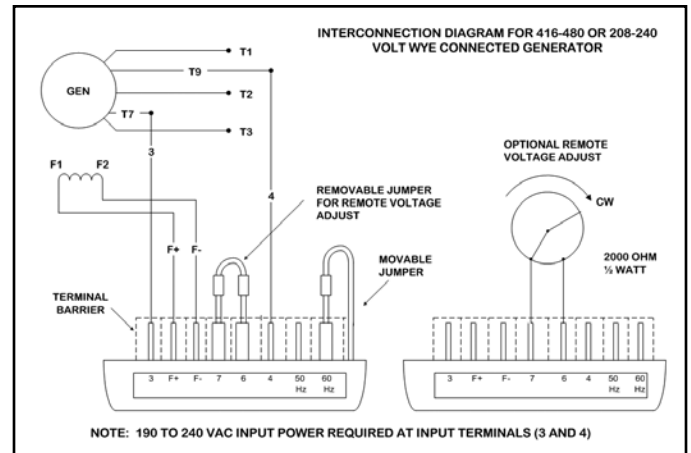 INTERCONNECTION DIAGRAM FOR 416-480 OR 208-240
VOLT WYE CONNECTED GENERATOR
T1
T9
GEN
T2
T7
T3
3
F1 F2
4
F+ F-
REMOVABLE JUMPER
FOR REMOTE VOLTAGE
ADJUST
MOVABLE
JUMPER
TERMINAL
BARRIER
3 F+ F- 7 6 4 50 60
Hz Hz
OPTIONAL REMOTE
VOLTAGE ADJUST
CW
2000 OHM
½ WATT
3 F+ F- 7 6 4 50 60
Hz Hz
NOTE: 190 TO 240 VAC INPUT POWER REQUIRED AT INPUT TERMINALS (3 AND 4)